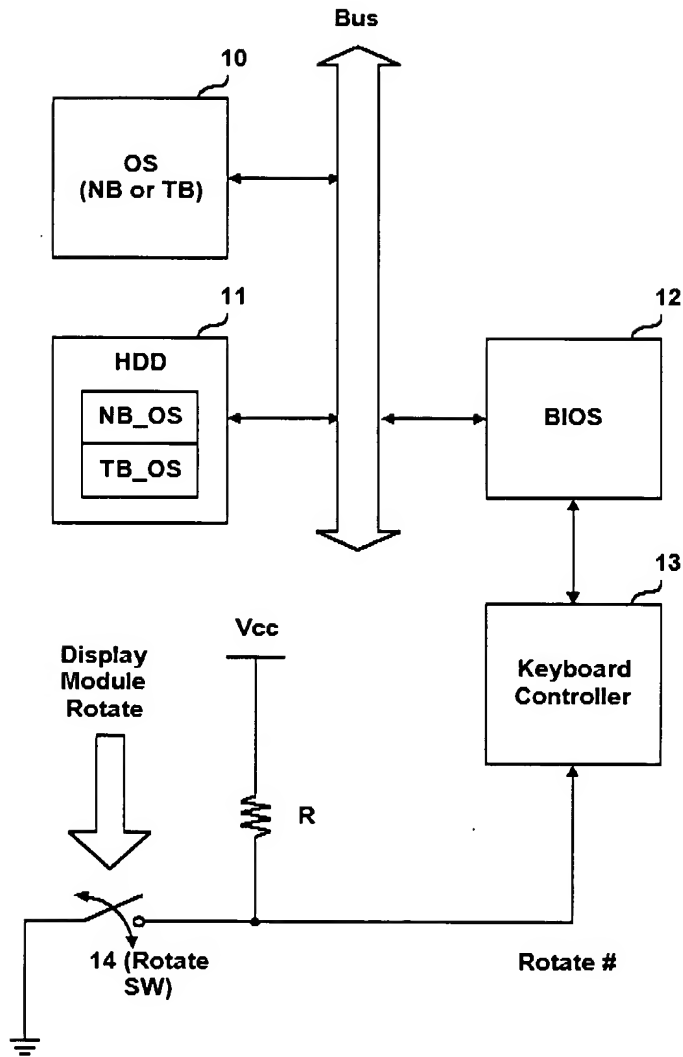 Bus
10
OS
(NB or TB)
11
HDD
NB_OS
TB_OS
12
BIOS
13
Keyboard
Controller
Vcc
Display
Module
Rotate
R
14 (Rotate
SW)
Rotate #